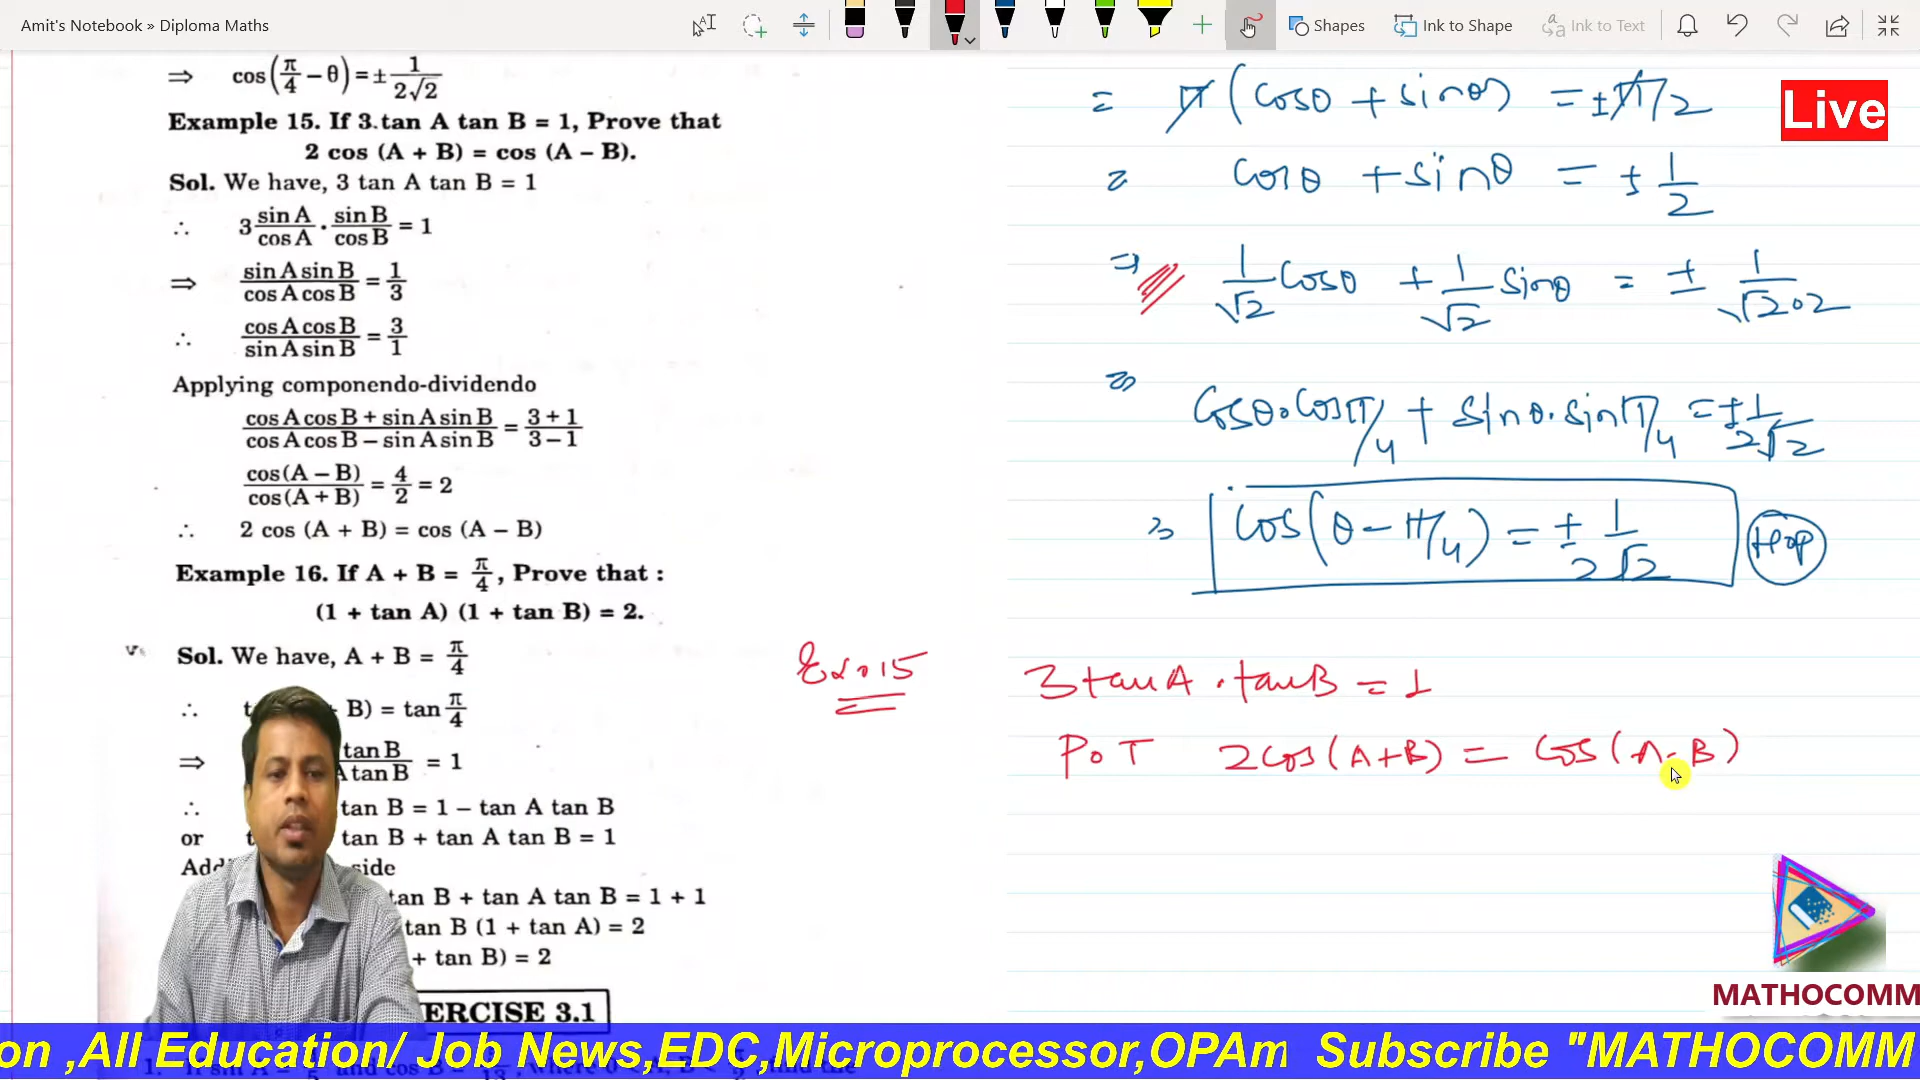 Amit's Notebook » Diploma Maths
Shapes
Ink to Shape
Ink to Text
Live
⇒ cos(π/4 − θ) = ± 1/2√2
Example 15. If 3.tan A tan B = 1, Prove that
2 cos (A + B) = cos (A − B).
Sol. We have, 3 tan A tan B = 1
∴ 3 sin A/cos A · sin B/cos B = 1
⇒ sin A sin B/cos A cos B = 1/3
∴ cos A cos B/sin A sin B = 3/1
Applying componendo-dividendo
cos A cos B + sin A sin B/cos A cos B − sin A sin B = 3 + 1/3 − 1
cos(A − B)/cos(A + B) = 4/2 = 2
∴ 2 cos (A + B) = cos (A − B)
Example 16. If A + B = π/4, Prove that :
(1 + tan A) (1 + tan B) = 2.
Sol. We have, A + B = π/4
∴ B) = tan π/4
⇒ tan B/A tan B = 1
∴ tan B = 1 − tan A tan B
or tan B + tan A tan B = 1
side
tan B + tan A tan B = 1 + 1
tan B (1 + tan A) = 2
+ tan B) = 2
ERCISE 3.1
= π (cosθ + sinθ) = ± π/2
cosθ + sinθ = ± 1/2
⇒ 1/√2 cosθ + 1/√2 sinθ = ± 1/√2·2
⇒ cosθ·cosπ/4 + sinθ·sinπ/4 = ± 1/2√2
⇒ cos(θ − π/4) = ± 1/2√2
Ex. 15
3 tanA · tanB = 1
P.T 2cos(A+B) = cos(A-B)
MATHOCOMM
on ,All Education/ Job News,EDC,Microprocessor,OPAm Subscribe "MATHOCOMM